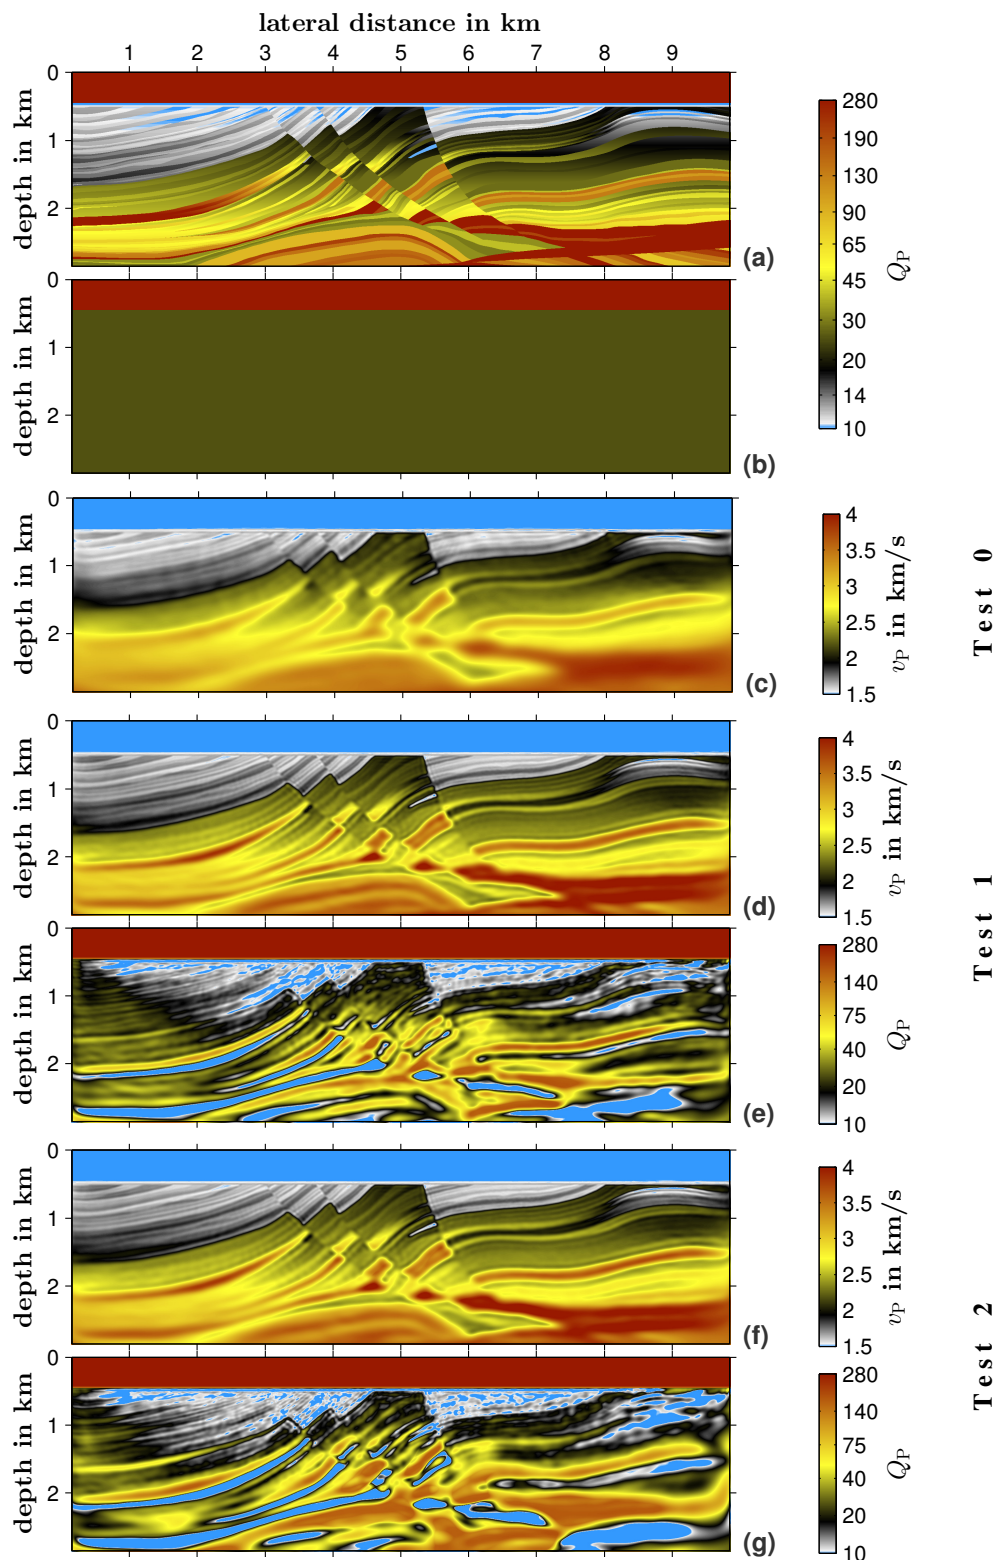 lateral distance in km
1 2 3 4 5 6 7 8 9
0
1
2
depth in km
(a)
280
190
130
90
65
45
30
20
14
10
QP
0
1
2
depth in km
(b)
0
1
2
depth in km
(c)
4
3.5
3
2.5
2
1.5
vP in km/s
Test 0
0
1
2
depth in km
(d)
4
3.5
3
2.5
2
1.5
vP in km/s
Test 1
0
1
2
depth in km
(e)
280
140
75
40
20
10
QP
0
1
2
depth in km
(f)
4
3.5
3
2.5
2
1.5
vP in km/s
Test 2
0
1
2
depth in km
(g)
280
140
75
40
20
10
QP